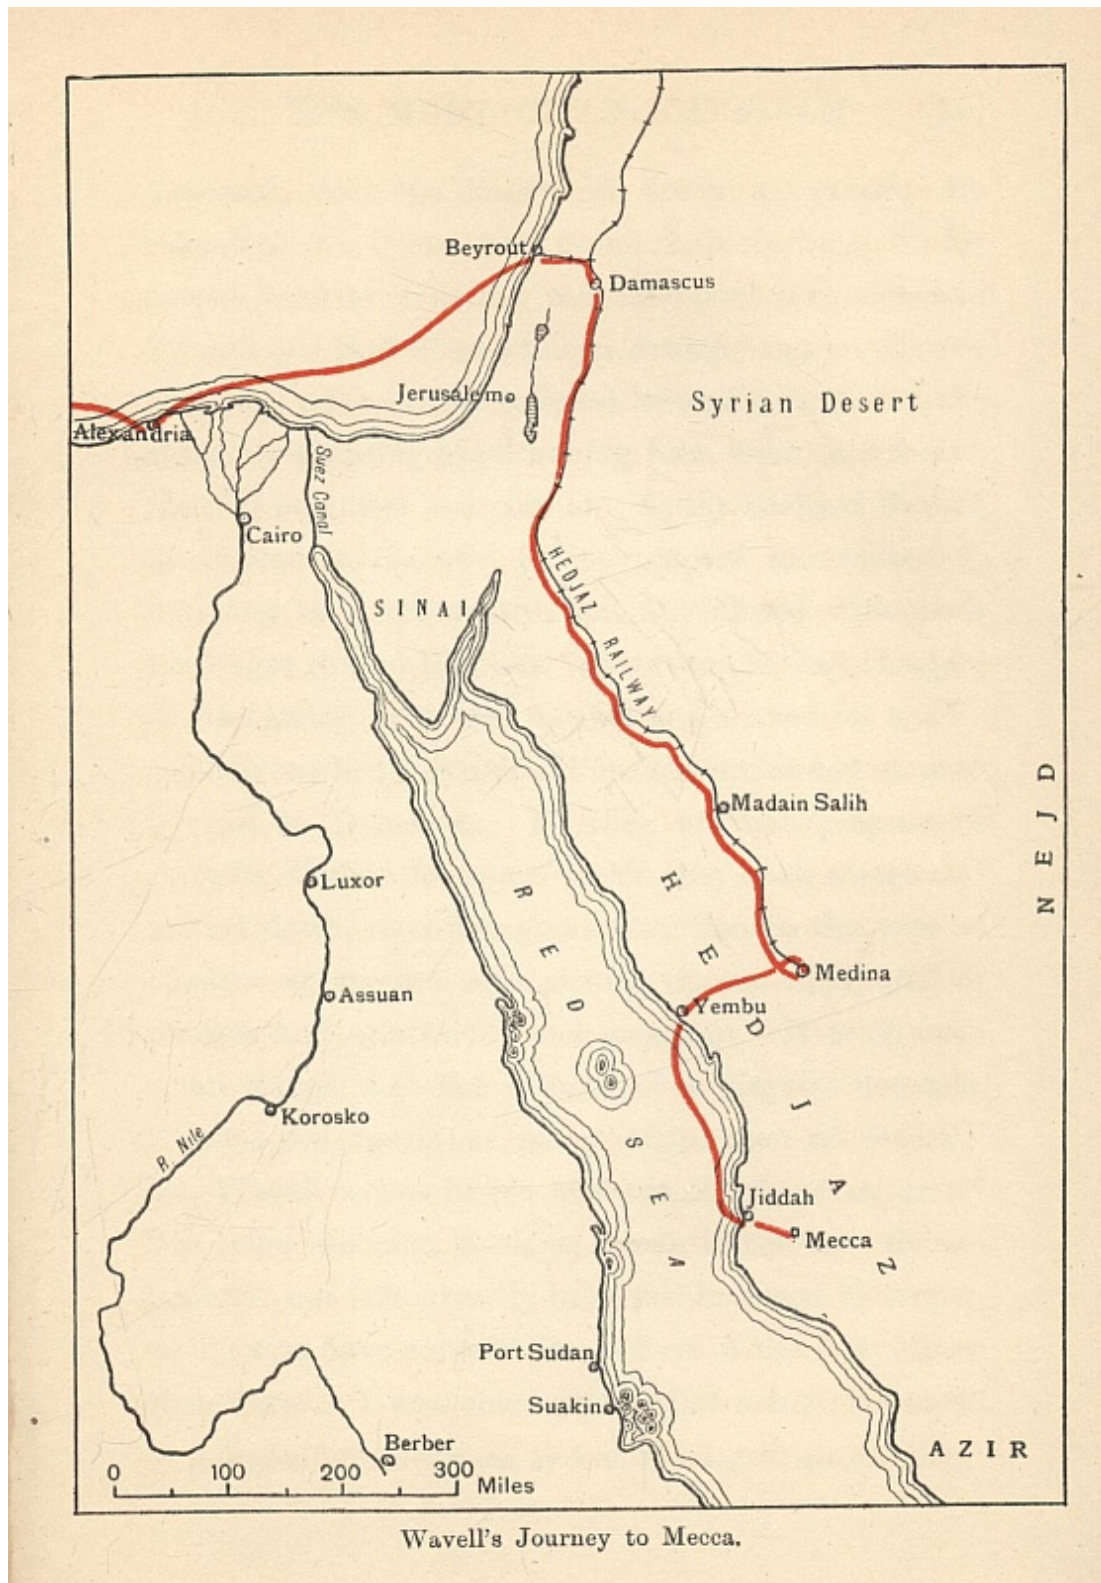 Beyrout
Damascus
Jerusalem
Syrian Desert
Alexandria
Suez Canal
Cairo
HEDJAZ RAILWAY
SINAI
Madain Salih
NEJD
Luxor
RED SEA
HEDJAZ
Medina
Assuan
Yembu
Korosko
R. Nile
Jiddah
Mecca
Port Sudan
Suakin
Berber
AZIR
0 100 200 300
Miles
Wavell's Journey to Mecca.